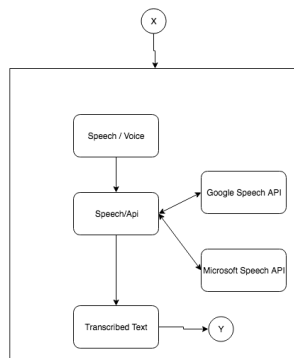 X
Speech / Voice
Speech/Api
Google Speech API
Microsoft Speech API
Transcribed Text
Y